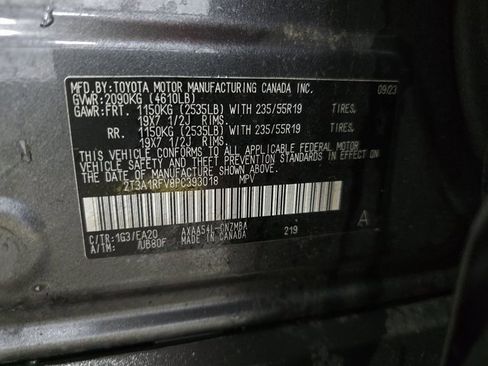 MFD.BY:TOYOTA MOTOR MANUFACTURING CANADA INC. 09/23
GVWR:2090KG (4610LB)
GAWR:FRT. 1150KG (2535LB) WITH 235/55R19 TIRES,
19X7 1/2J RIMS,
RR. 1150KG (2535LB) WITH 235/55R19 TIRES,
19X7 1/2J RIMS,
THIS VEHICLE CONFORMS TO ALL APPLICABLE FEDERAL MOTOR
VEHICLE SAFETY AND THEFT PREVENTION STANDARDS IN EFFECT
ON THE DATE OF MANUFACTURE SHOWN ABOVE.
2T3A1RFV8PC393018 MPV
C/TR:1G3/EA20 AXAA54L-CNZMBA 219 A
A/TM: /UB80F MADE IN CANADA